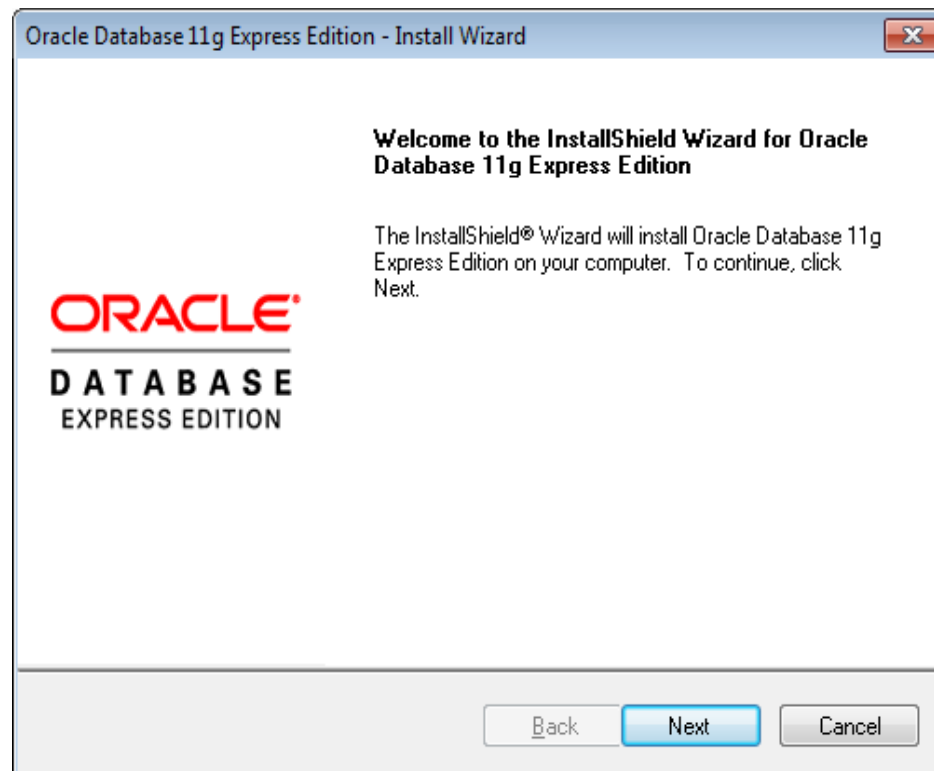 Oracle Database 11g Express Edition - Install Wizard
Welcome to the InstallShield Wizard for Oracle
Database 11g Express Edition
The InstallShield® Wizard will install Oracle Database 11g
Express Edition on your computer. To continue, click
Next.
ORACLE
DATABASE
EXPRESS EDITION
Back
Next
Cancel